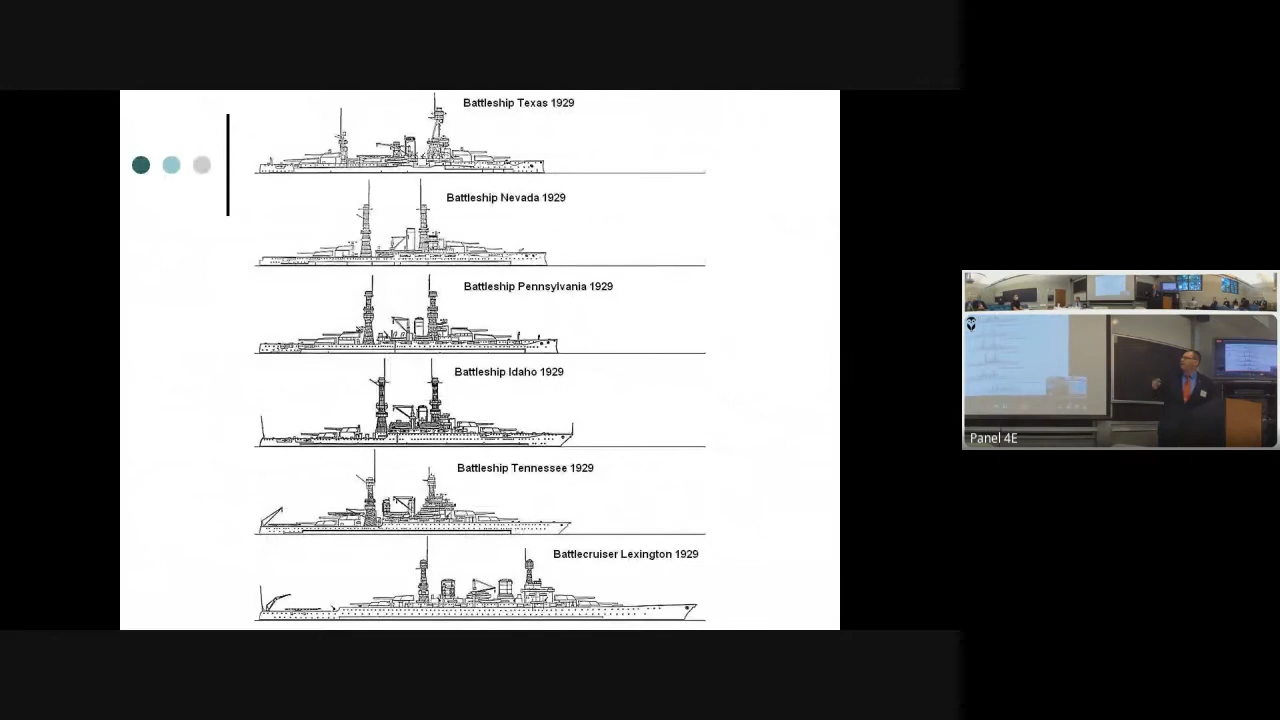 Battleship Texas 1929
Battleship Nevada 1929
Battleship Pennsylvania 1929
Battleship Idaho 1929
Battleship Tennessee 1929
Battlecruiser Lexington 1929
Panel 4E